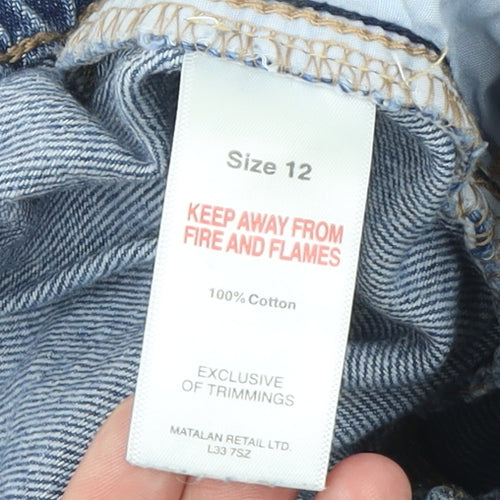 Size 12
KEEP AWAY FROM
FIRE AND FLAMES
100% Cotton
EXCLUSIVE
OF TRIMMINGS
MATALAN RETAIL LTD.
L33 7SZ